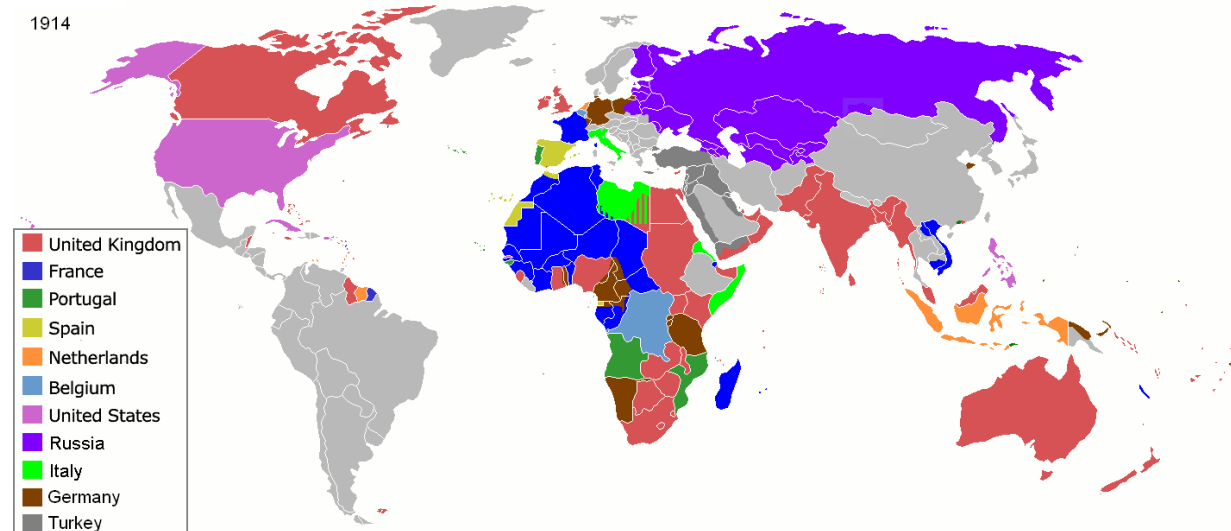 1914
United Kingdom
France
Portugal
Spain
Netherlands
Belgium
United States
Russia
Italy
Germany
Turkey